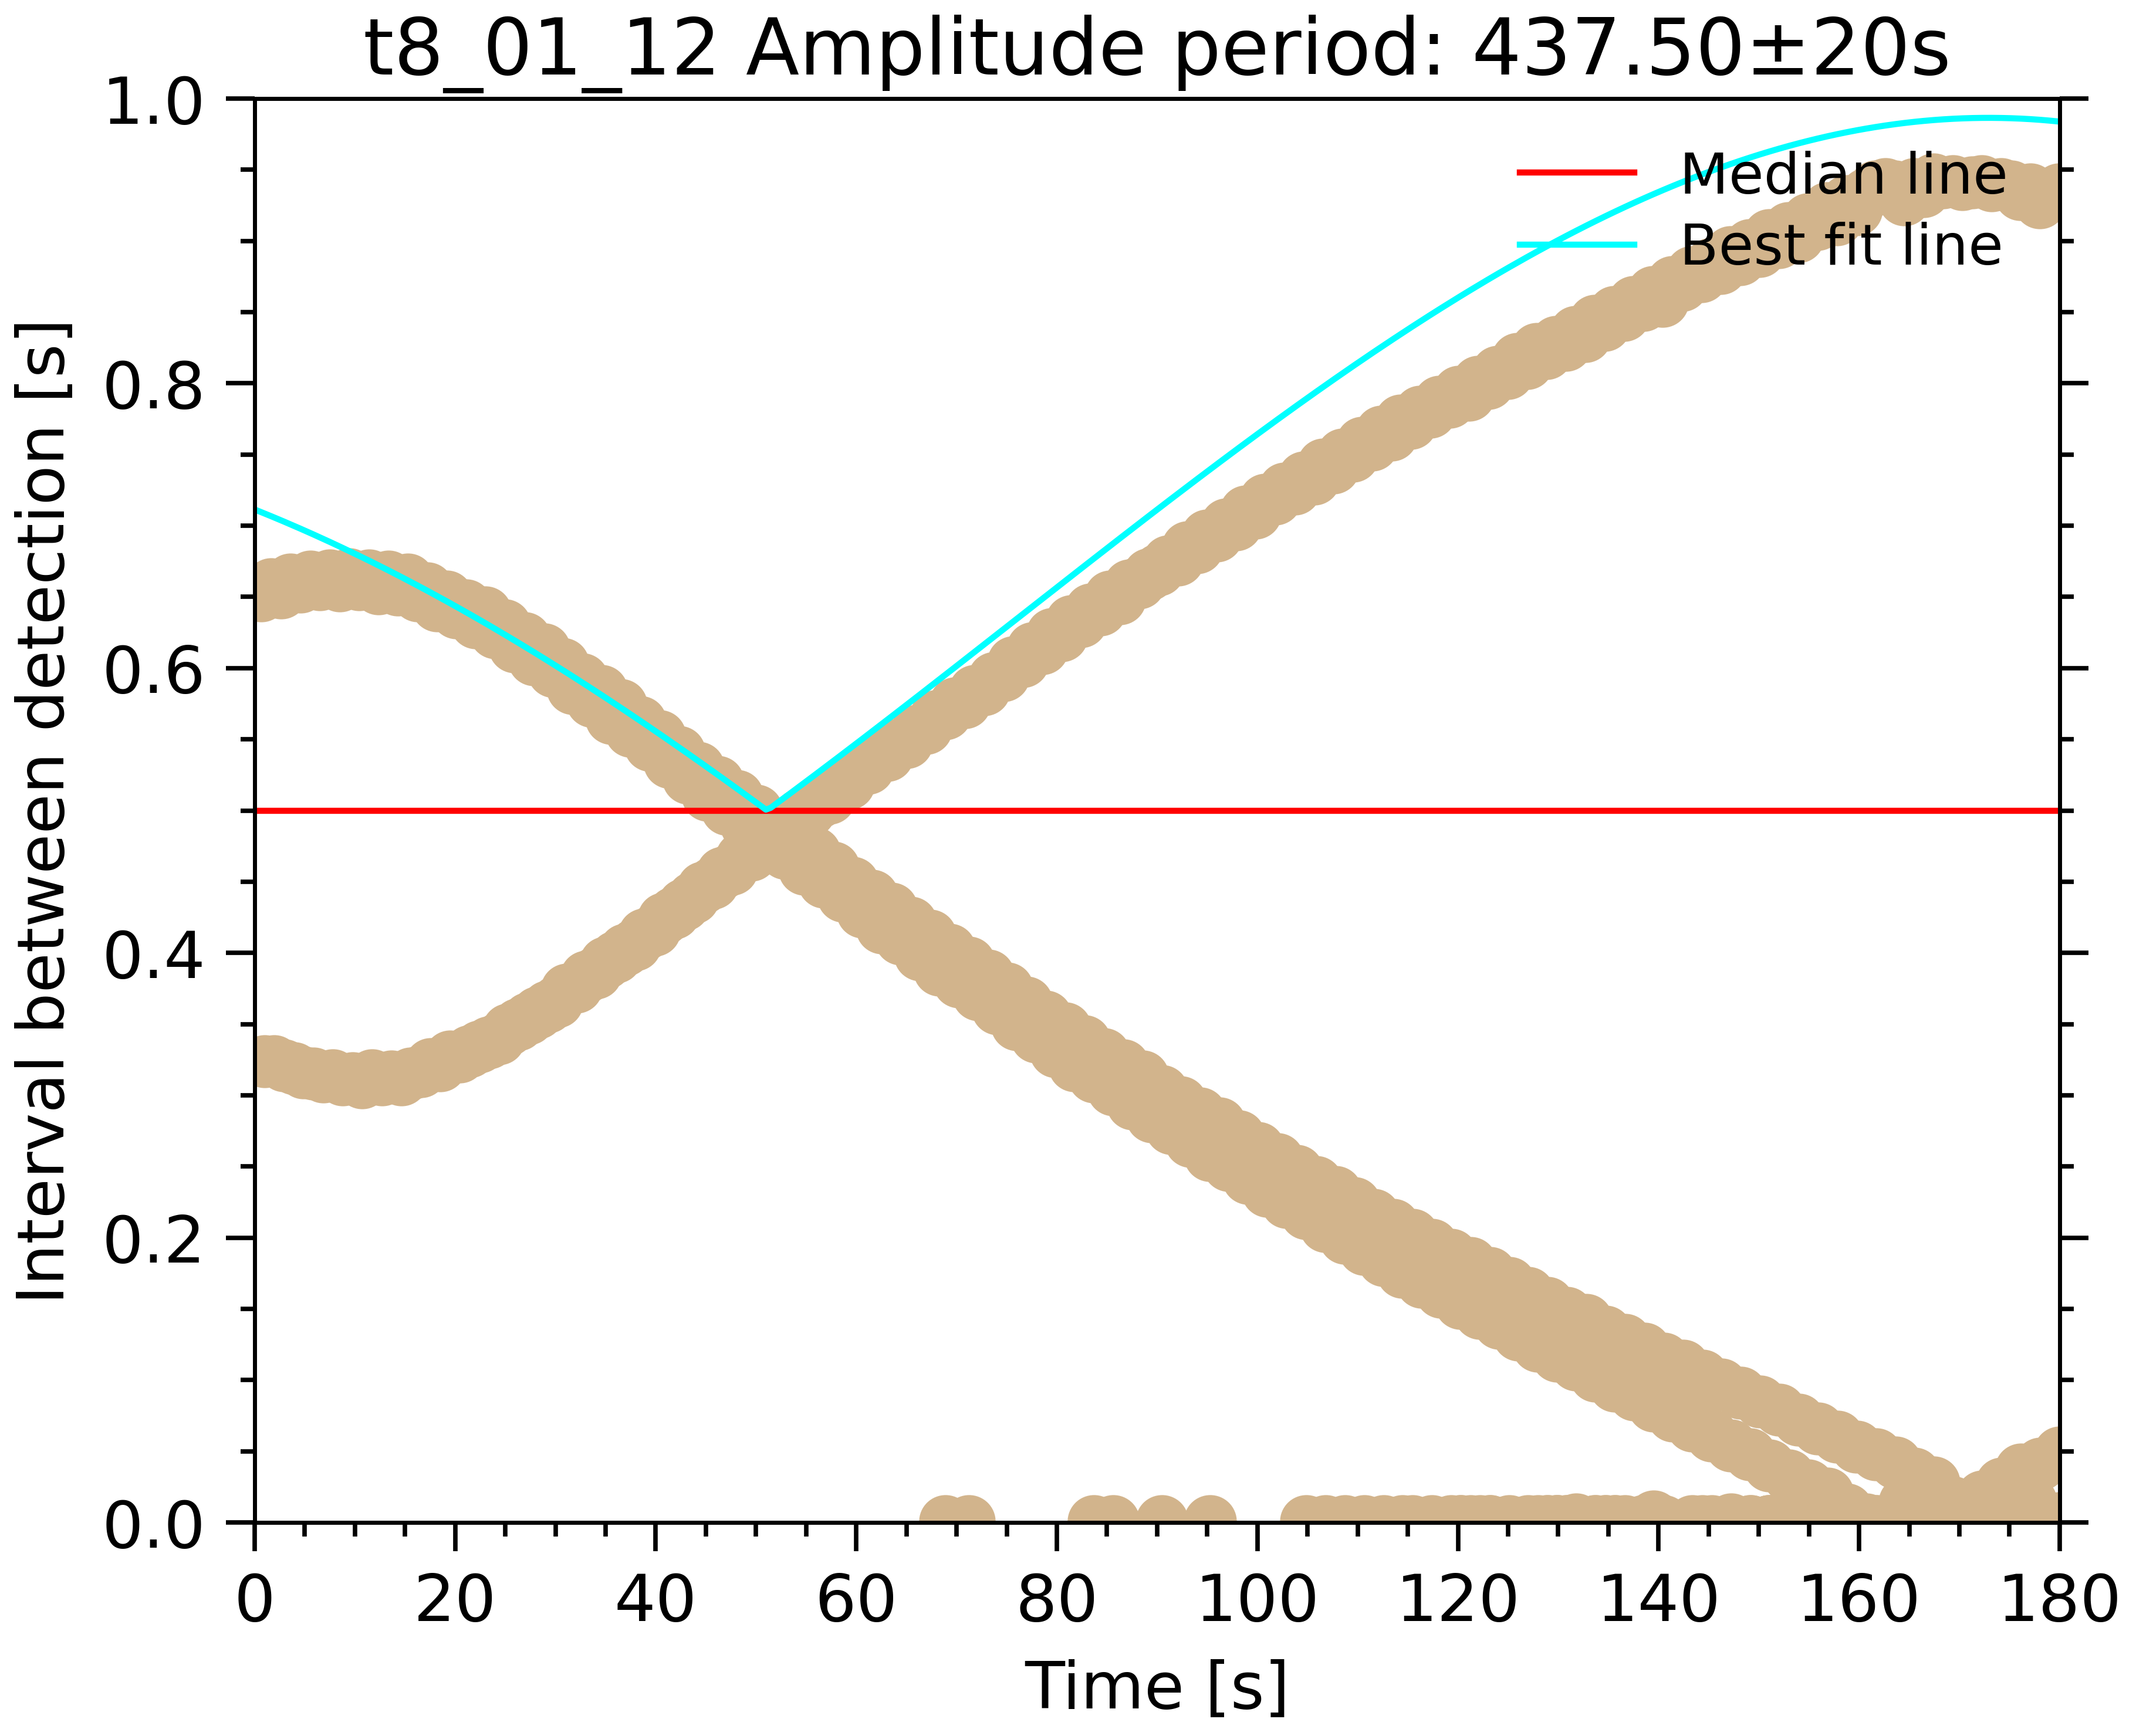 t8_01_12 Amplitude period: 437.50±20s
1.0
0.8
0.6
0.4
0.2
0.0
Interval between detection [s]
Median line
Best fit line
0 20 40 60 80 100 120 140 160 180
Time [s]